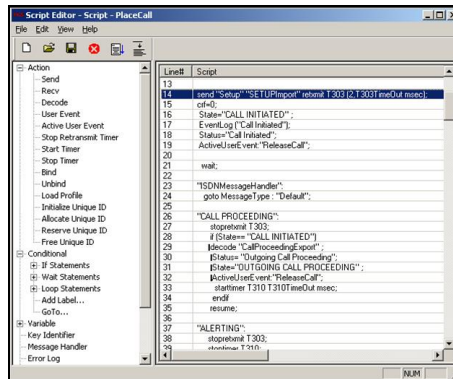 Script Editor - Script - PlaceCall
File Edit View Help
Action
Send
Recv
Decode
User Event
Active User Event
Stop Retransmit Timer
Start Timer
Stop Timer
Bind
Unbind
Load Profile
Initialize Unique ID
Allocate Unique ID
Reserve Unique ID
Free Unique ID
Conditional
If Statements
Wait Statements
Loop Statements
Add Label...
GoTo...
Variable
Key Identifier
Message Handler
Error Log
Line# Script
13
14 send "Setup" "SETUPImport" retxmit T303 (2,T303TimeOut msec);
15 crf=0;
16 State="CALL INITIATED" ;
17 EventLog ("Call Initiated");
18 Status="Call Initiated";
19 ActiveUserEvent:"ReleaseCall";
20
21 wait;
22
23 "ISDNMessageHandler":
24 goto MessageType : "Default";
25
26 "CALL PROCEEDING":
27 stopretxmit T303;
28 if (State== "CALL INITIATED")
29 decode "CallProceedingExport" ;
30 Status= "Outgoing Call Proceeding";
31 State="OUTGOING CALL PROCEEDING" ;
32 ActiveUserEvent:"ReleaseCall";
33 starttimer T310 T310TimeOut msec;
34 endif
35 resume;
36
37 "ALERTING":
38 stopretxmit T303;
39 stoptimer T310;
NUM